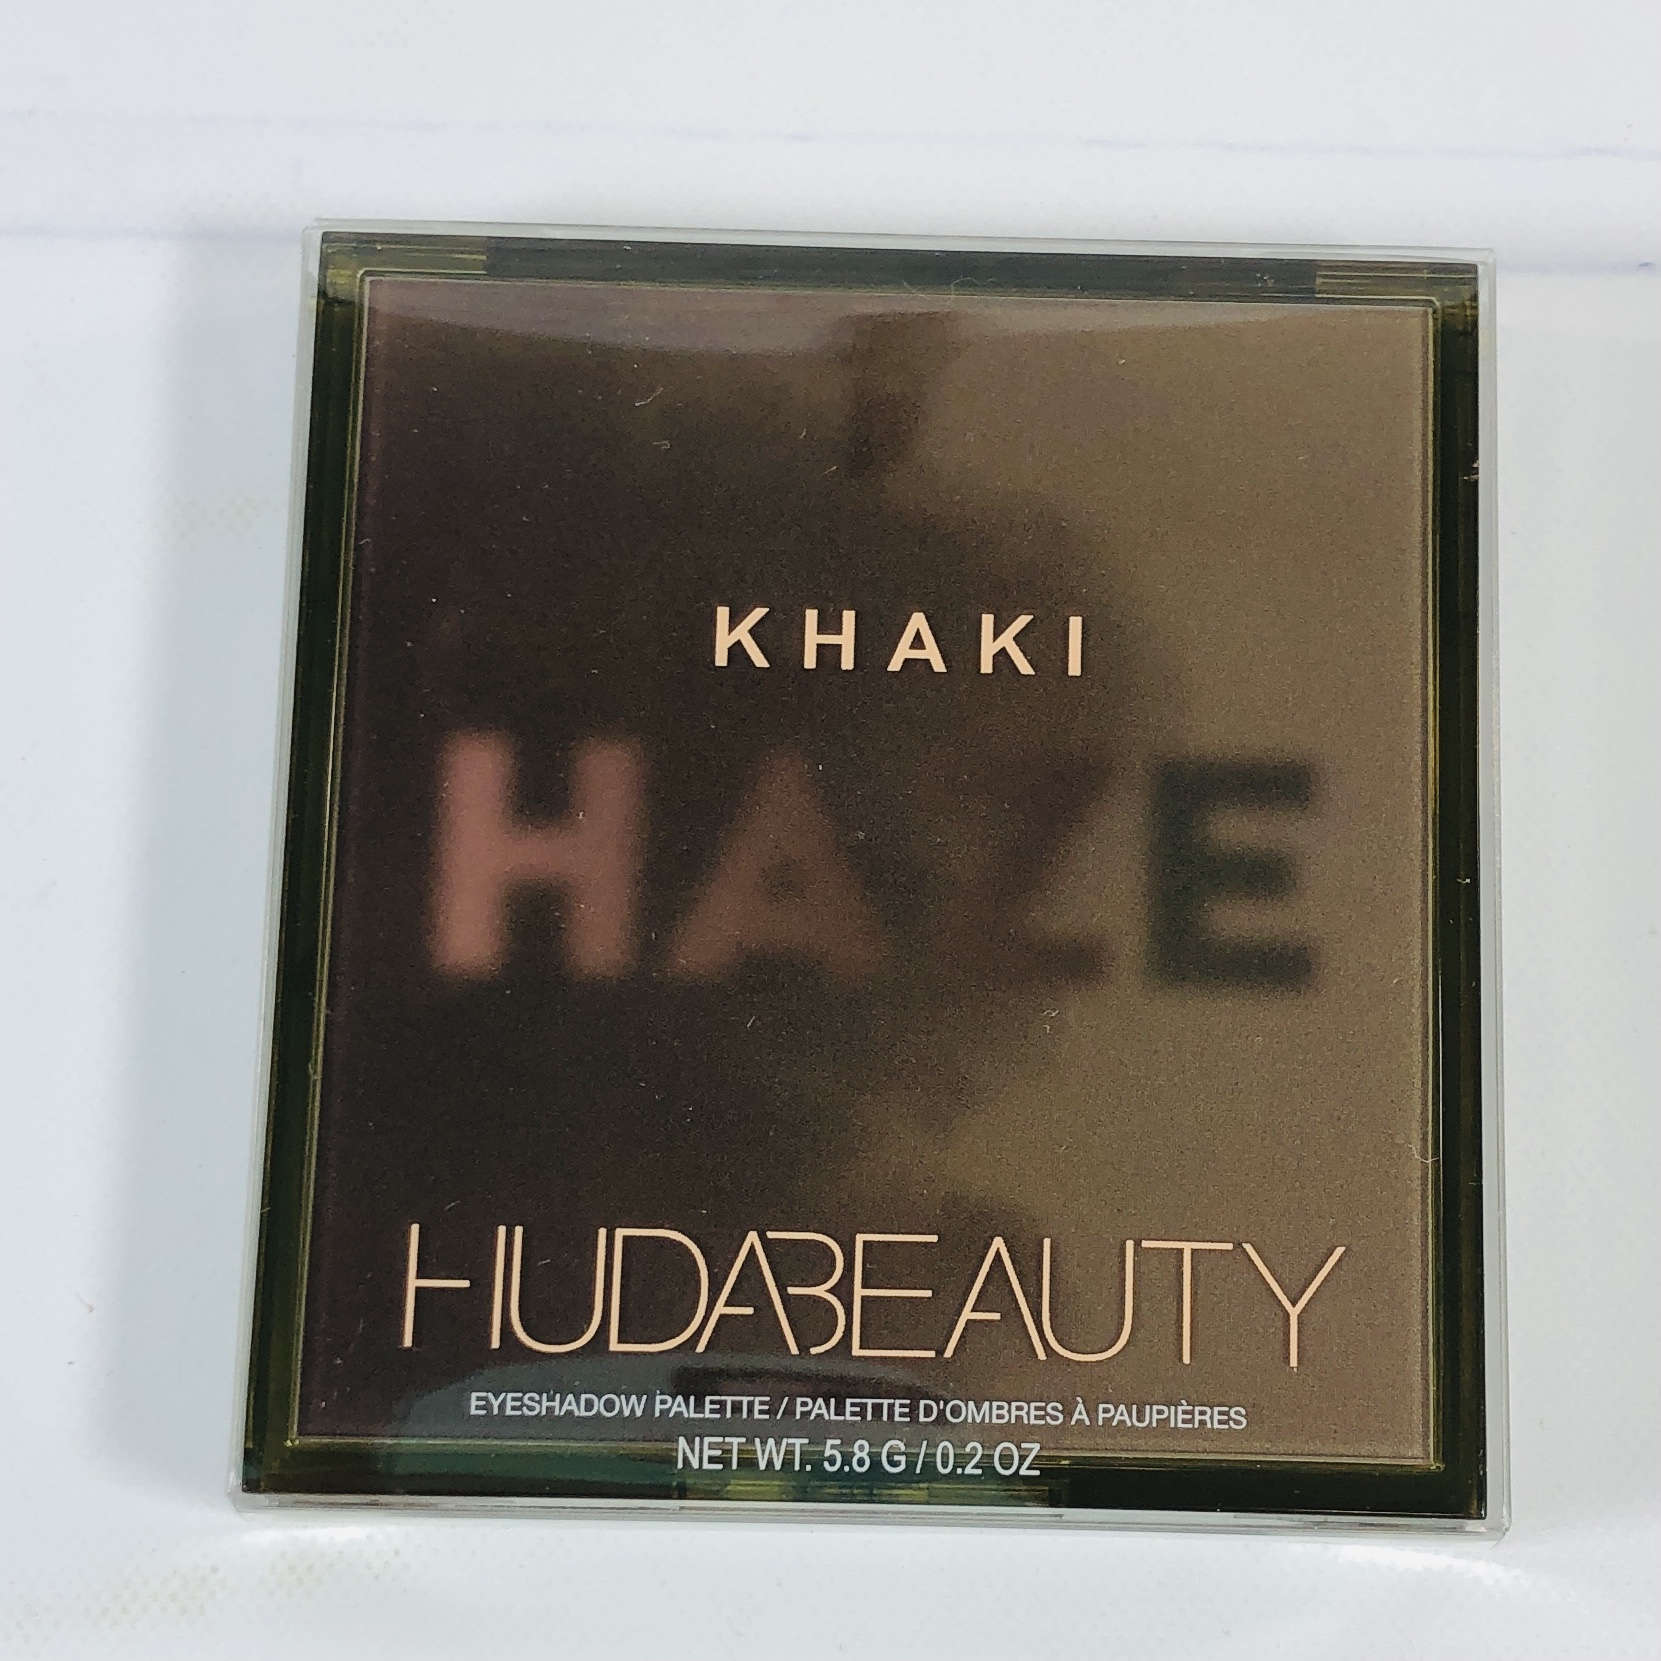 KHAKI
HAZE
HUDABEAUTY
EYESHADOW PALETTE / PALETTE D'OMBRES À PAUPIÈRES
NET WT. 5.8 G / 0.2 OZ